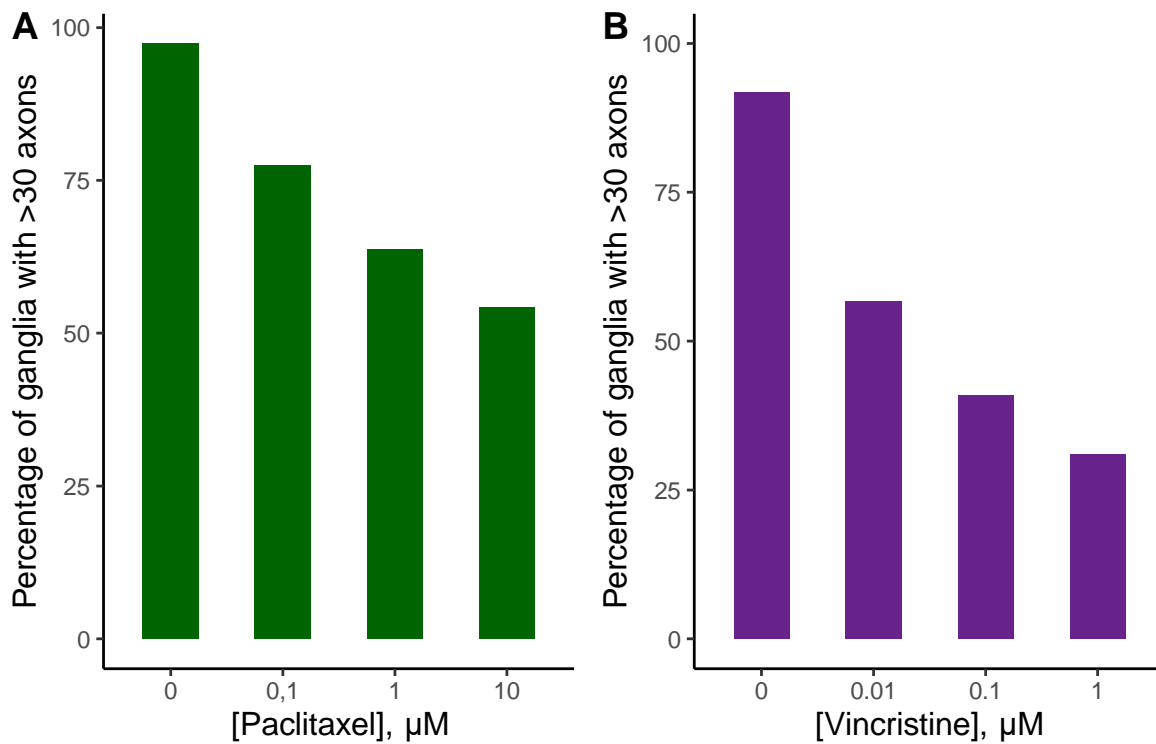 A
Percentage of ganglia with >30 axons
100
75
50
25
0
0 0,1 1 10
[Paclitaxel], µM
B
Percentage of ganglia with >30 axons
100
75
50
25
0
0 0.01 0.1 1
[Vincristine], µM